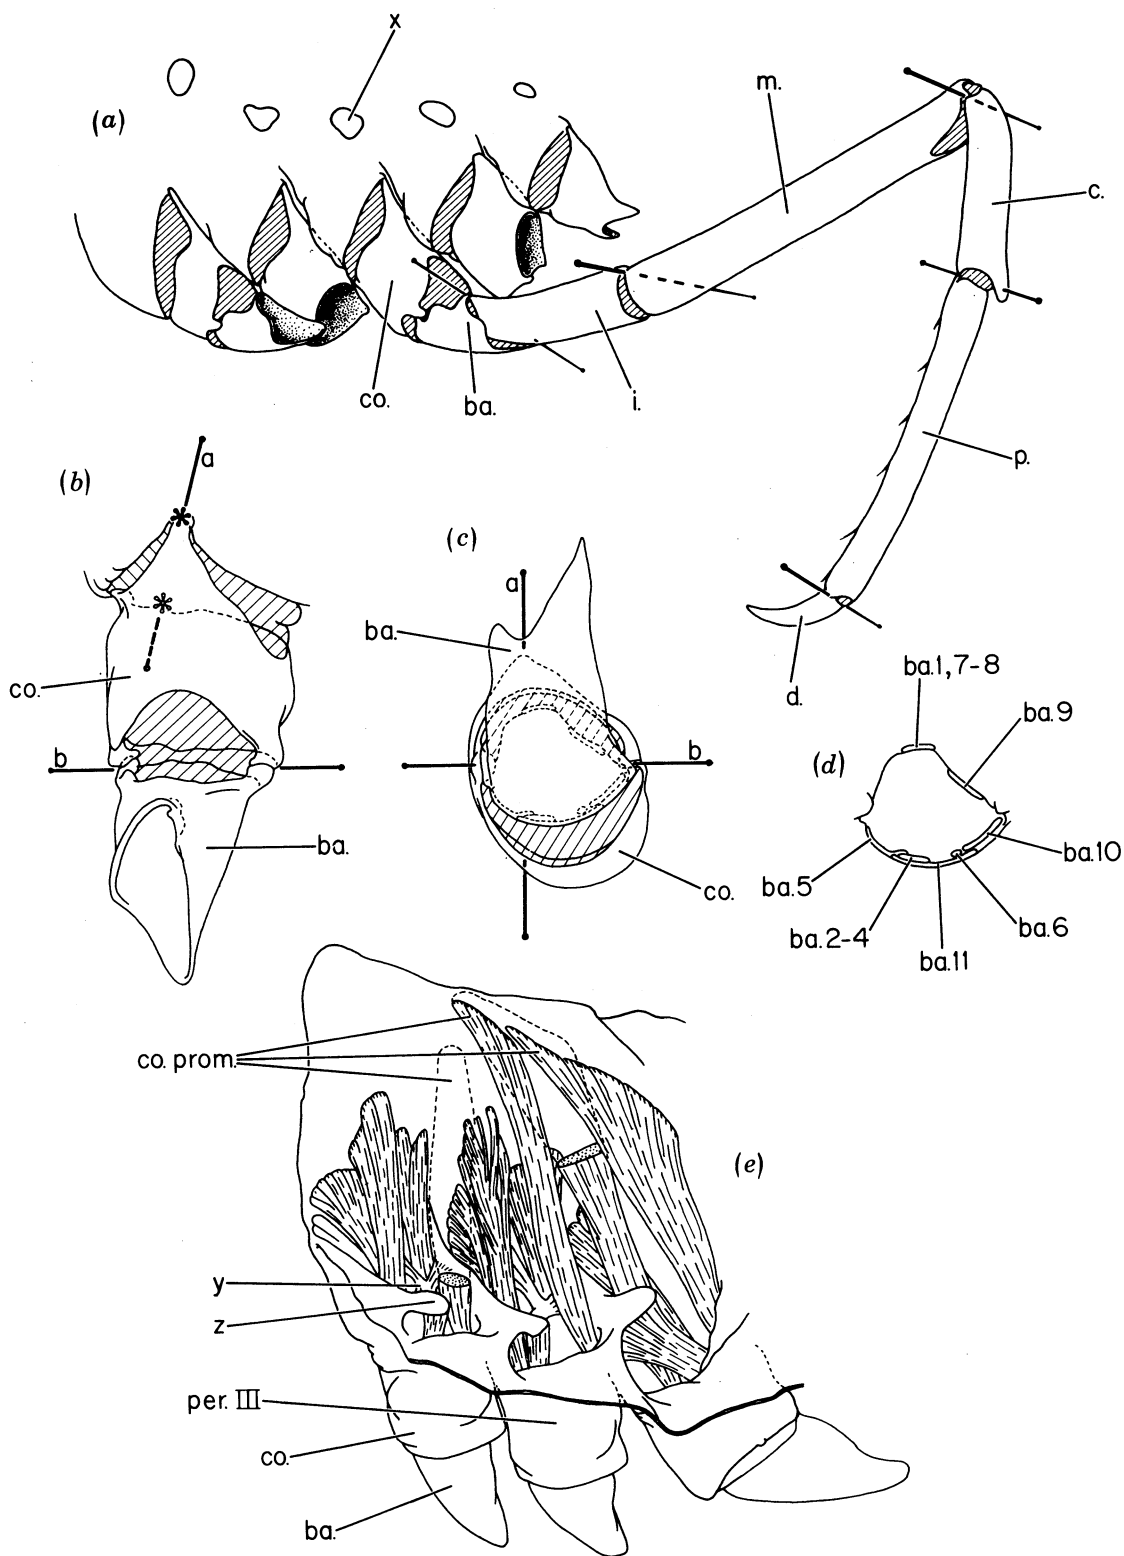 x
(a)
m.
c.
co.
ba.
i.
p.
d.
(b)
a
co.
b
ba.
(c)
a
ba.
b
co.
(d)
ba.1,7-8
ba.9
ba.10
ba.5
ba.6
ba.2-4
ba.11
co. prom.
(e)
y
z
per. III
co.
ba.